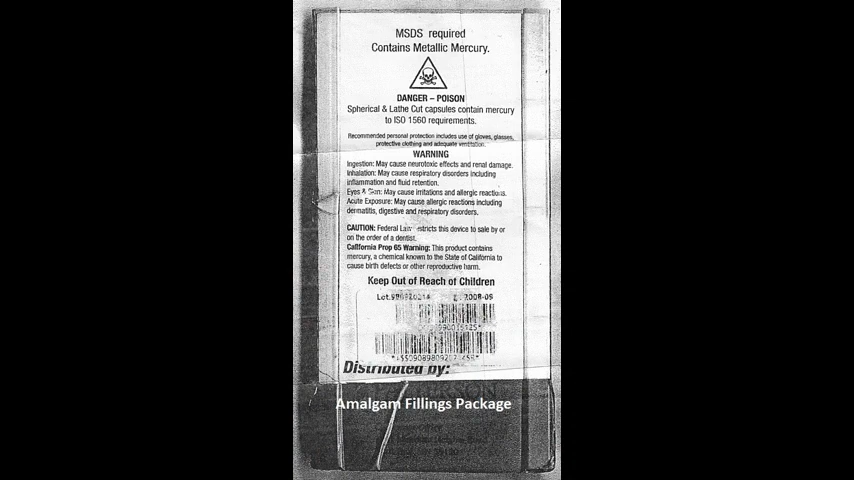 MSDS required
Contains Metallic Mercury.
DANGER – POISON
Spherical & Lathe Cut capsules contain mercury
to ISO 1560 requirements.
Recommended personal protection includes use of gloves, glasses,
protective clothing and adequate ventilation.
WARNING
Ingestion: May cause neurotoxic effects and renal damage.
Inhalation: May cause respiratory disorders including
inflammation and fluid retention.
Eyes & Skin: May cause irritations and allergic reactions.
Acute Exposure: May cause allergic reactions including
dermatitis, digestive and respiratory disorders.
CAUTION: Federal Law restricts this device to sale by or
on the order of a dentist.
California Prop 65 Warning: This product contains
mercury, a chemical known to the State of California to
cause birth defects or other reproductive harm.
Keep Out of Reach of Children
Lot. 2008-09
Distributed by:
Amalgam Fillings Package